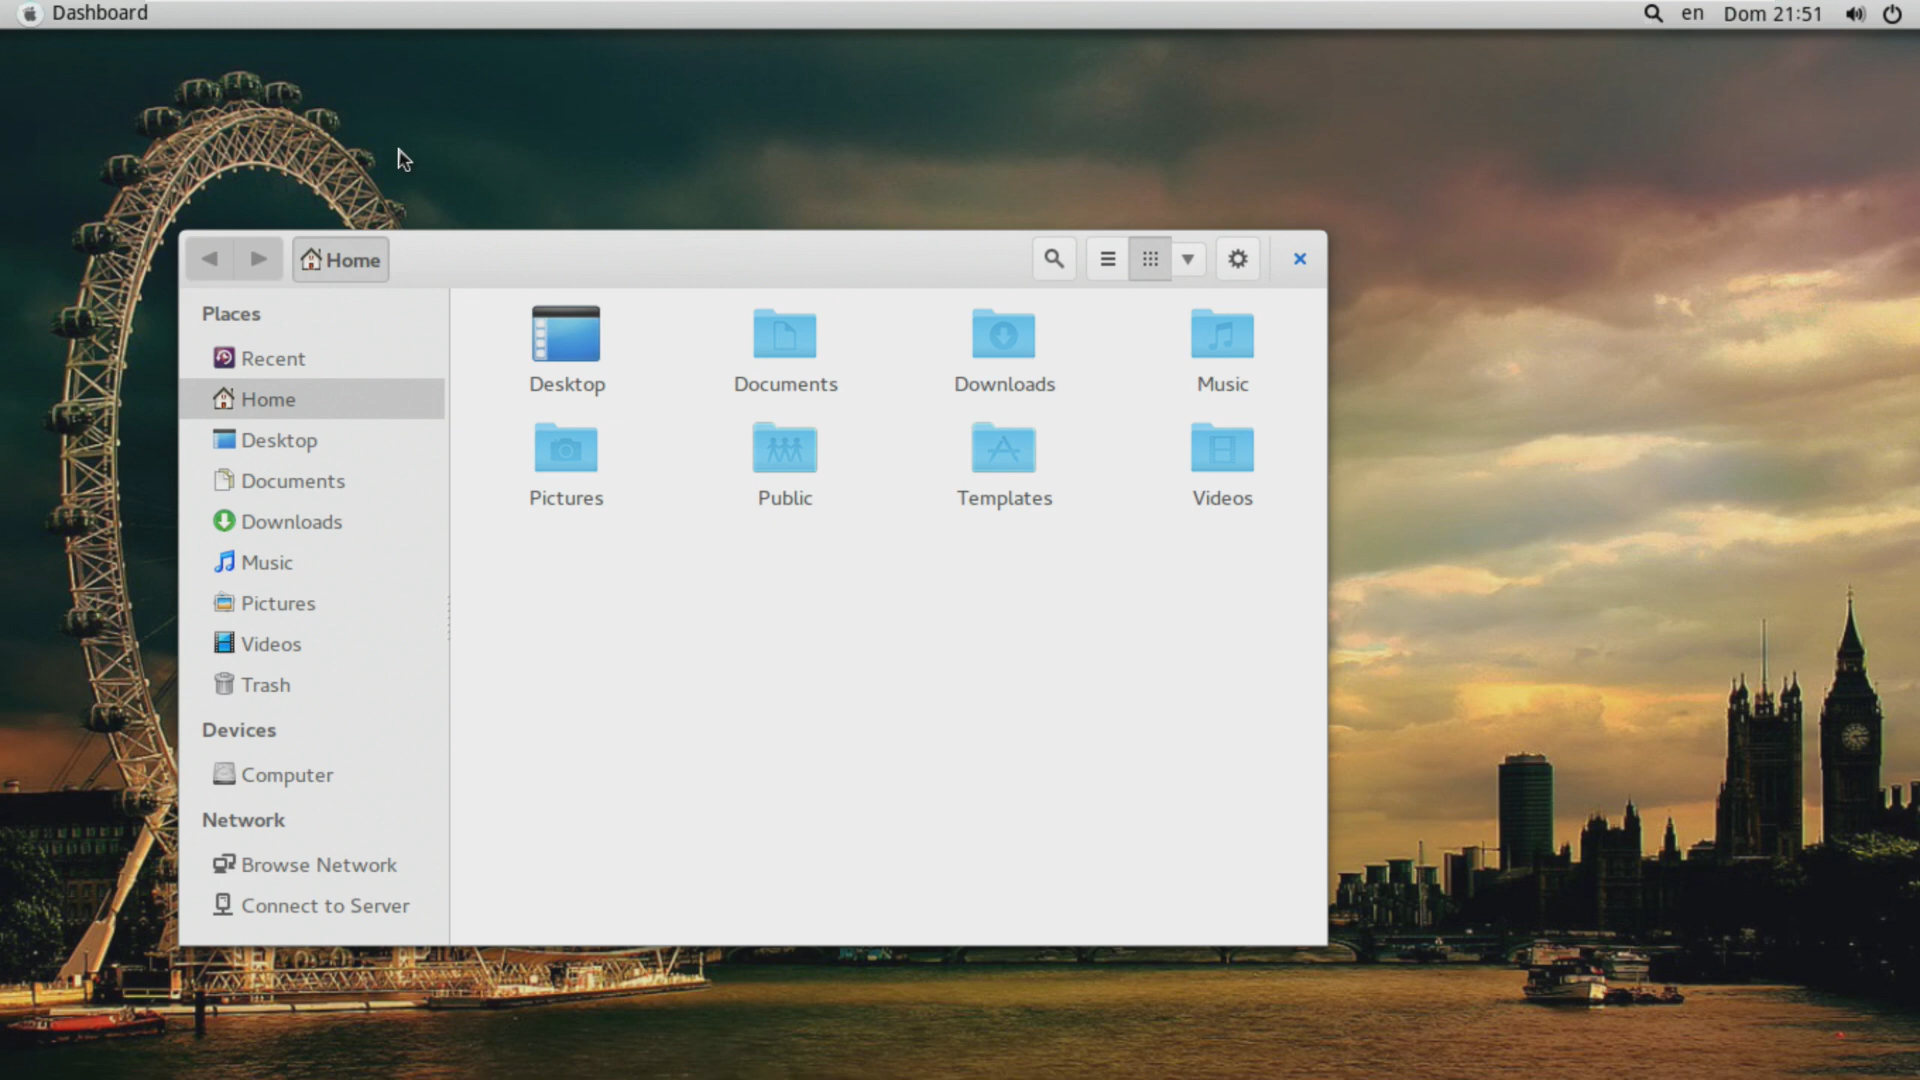 Dashboard
en Dom 21:51
Home
Places
Recent
Home
Desktop
Documents
Downloads
Music
Pictures
Videos
Trash
Devices
Computer
Network
Browse Network
Connect to Server
Desktop Documents Downloads Music
Pictures Public Templates Videos